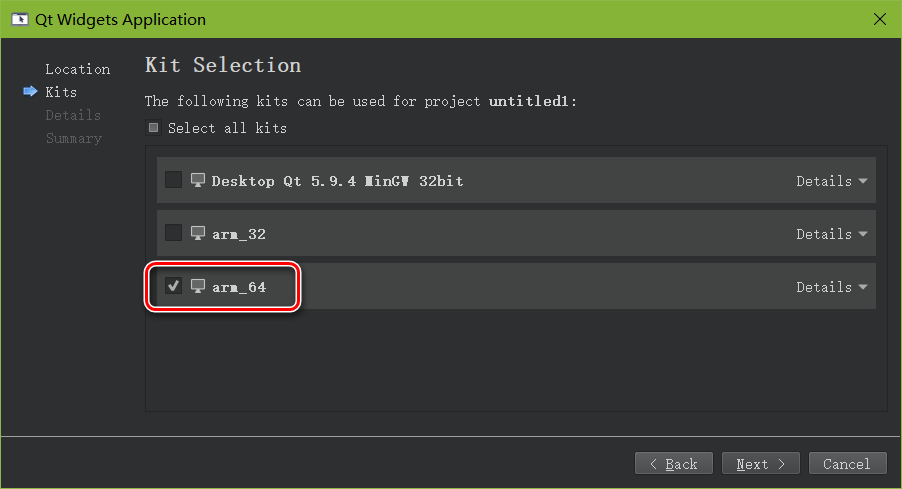 Qt Widgets Application
Location
Kits
Details
Summary
Kit Selection
The following kits can be used for project untitled1:
Select all kits
Desktop Qt 5.9.4 MinGW 32bit Details
arm_32 Details
arm_64 Details
< Back Next > Cancel